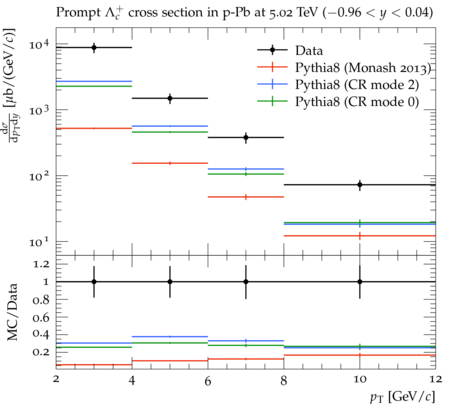 Prompt Λc+ cross section in p-Pb at 5.02 TeV (−0.96 < y < 0.04)
dσ/dpTdy [μb/(GeV/c)]
10^4
10^3
10^2
10^1
Data
Pythia8 (Monash 2013)
Pythia8 (CR mode 2)
Pythia8 (CR mode 0)
MC/Data
1.2
1
0.8
0.6
0.4
0.2
2 4 6 8 10 12
pT [GeV/c]